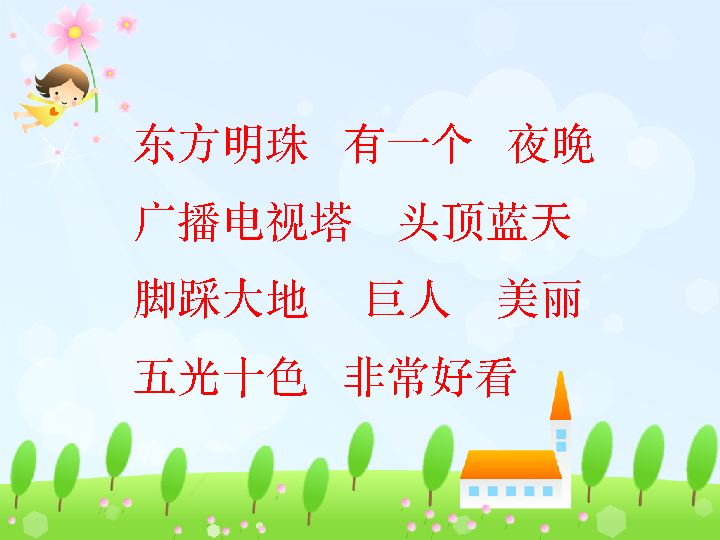 东方明珠 有一个 夜晚
广播电视塔 头顶蓝天
脚踩大地 巨人 美丽
五光十色 非常好看